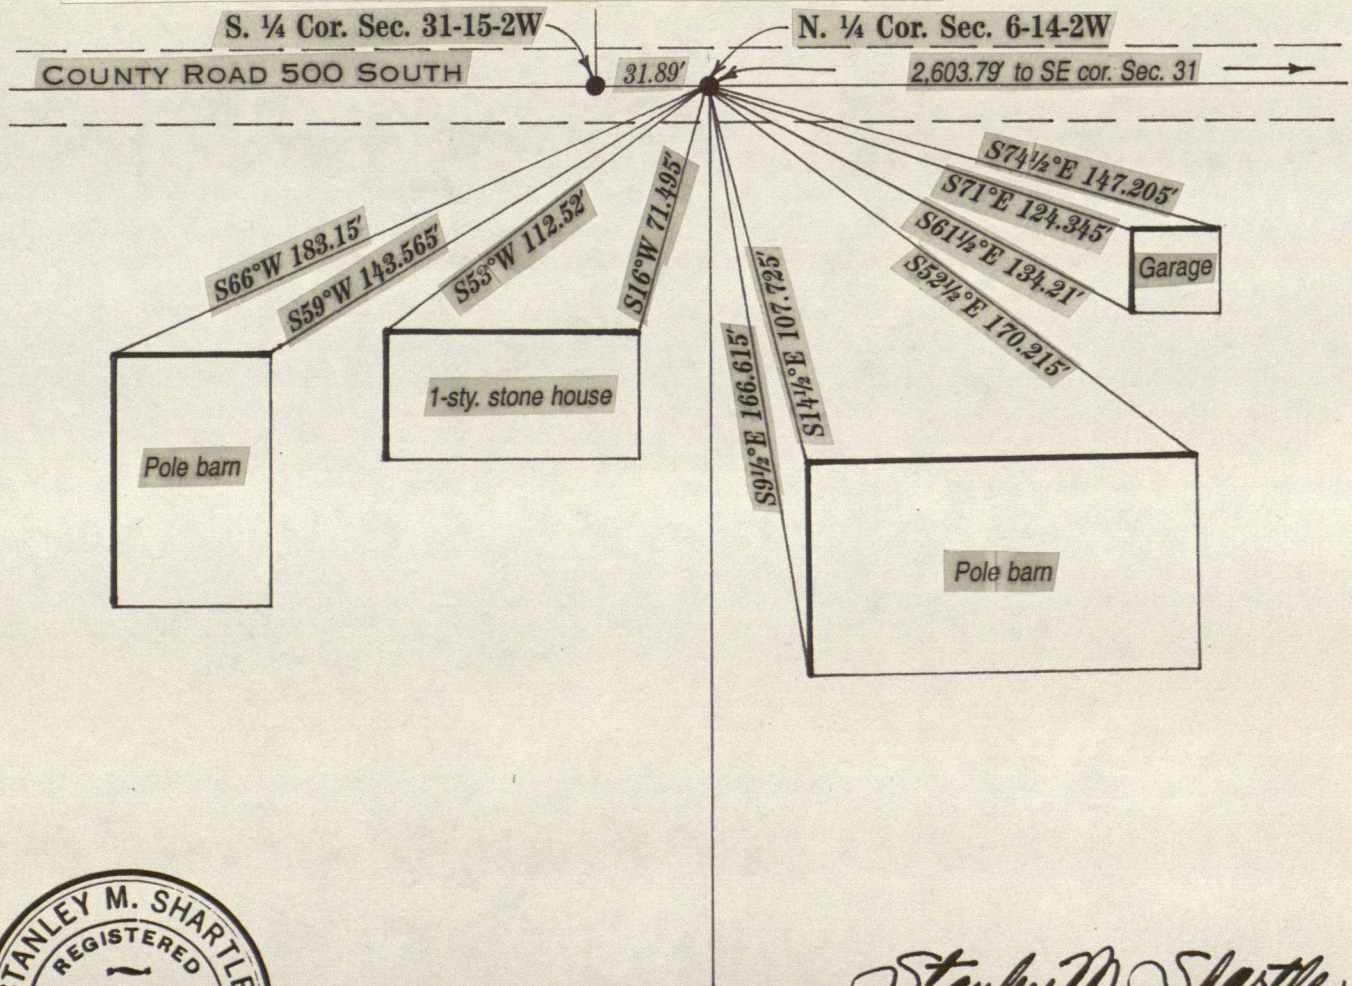 S. ¼ Cor. Sec. 31-15-2W
N. ¼ Cor. Sec. 6-14-2W
COUNTY ROAD 500 SOUTH
31.89'
2,603.79' to SE cor. Sec. 31
S66°W 183.15'
S59°W 143.565'
S53°W 112.52'
S16°W 71.495'
S9½°E 166.615'
S14½°E 107.725'
S52½°E 170.215'
S61½°E 134.21'
S71°E 124.345'
S74½°E 147.205'
Garage
1-sty. stone house
Pole barn
Pole barn
STANLEY M. SHARTLE
REGISTERED
Stanley M. Shartle